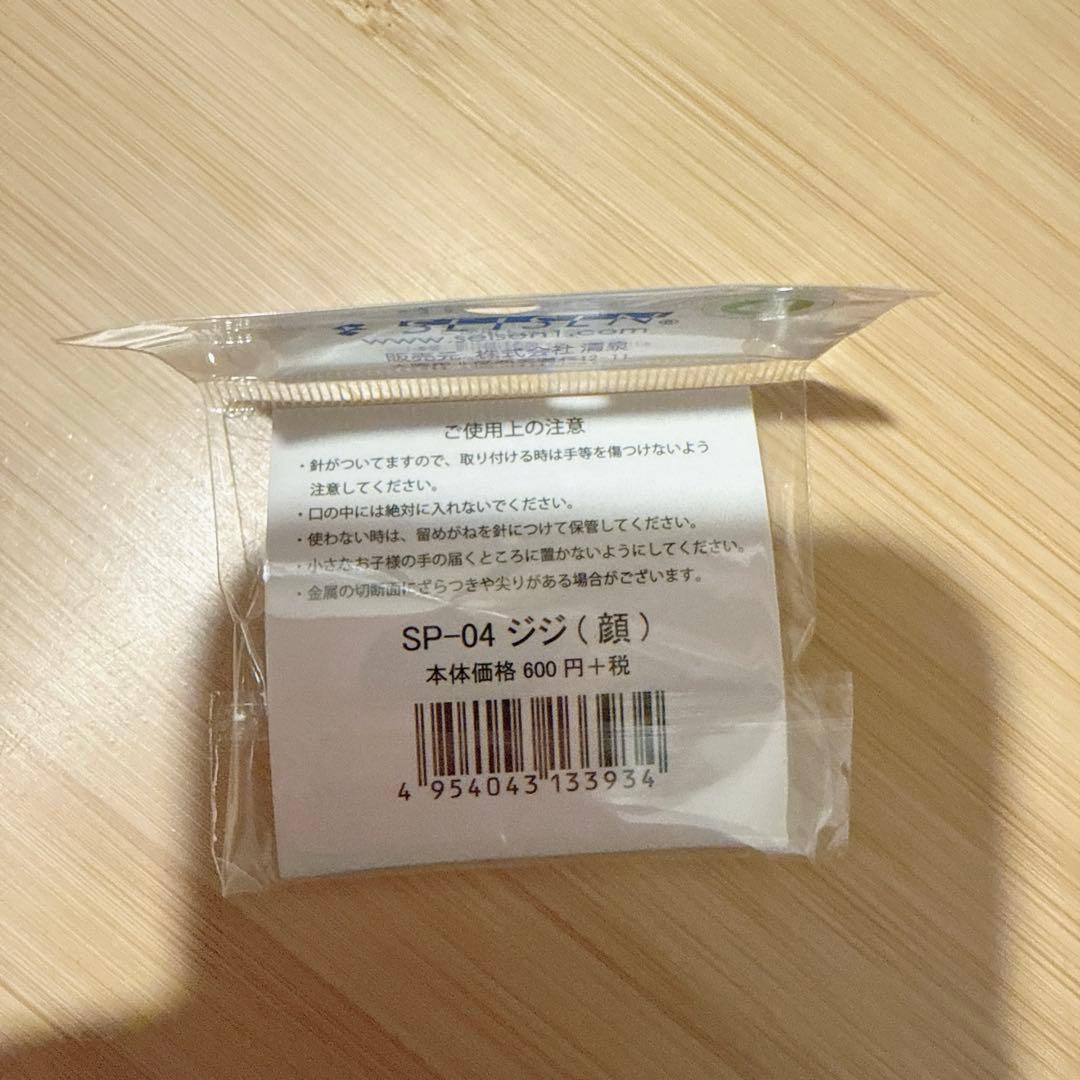 www.seisen1.com
販売元 株式会社 清泉
ご使用上の注意
・針がついてますので、取り付ける時は手等を傷つけないよう
注意してください。
・口の中には絶対に入れないでください。
・使わない時は、留めがねを針につけて保管してください。
・小さなお子様の手の届くところに置かないようにしてください。
・金属の切断面にざらつきや尖りがある場合がございます。
SP-04 ジジ(顔)
本体価格 600 円+税
4 954043 133934